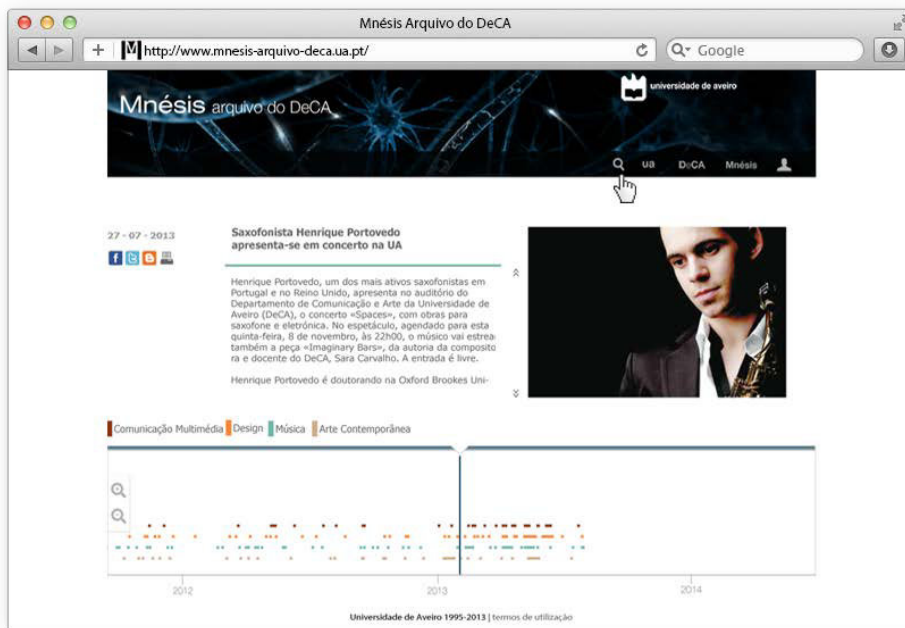 Mnésis Arquivo do DeCA
http://www.mnesis-arquivo-deca.ua.pt/
Google
Mnésis arquivo do DeCA
universidade de aveiro
ua DeCA Mnésis
27 - 07 - 2013
Saxofonista Henrique Portovedo
apresenta-se em concerto na UA
Henrique Portovedo, um dos mais ativos saxofonistas em
Portugal e no Reino Unido, apresenta no auditório do
Departamento de Comunicação e Arte da Universidade de
Aveiro (DeCA), o concerto «Spaces», com obras para
saxofone e eletrónica. No espetáculo, agendado para esta
quinta-feira, 8 de novembro, às 22h00, o músico vai estrea
também a peça «Imaginary Bars», da autoria da composito
ra e docente do DeCA, Sara Carvalho. A entrada é livre.
Henrique Portovedo é doutorando na Oxford Brookes Uni-
Comunicação Multimédia Design Música Arte Contemporânea
2012 2013 2014
Universidade de Aveiro 1995-2013 | termos de utilização